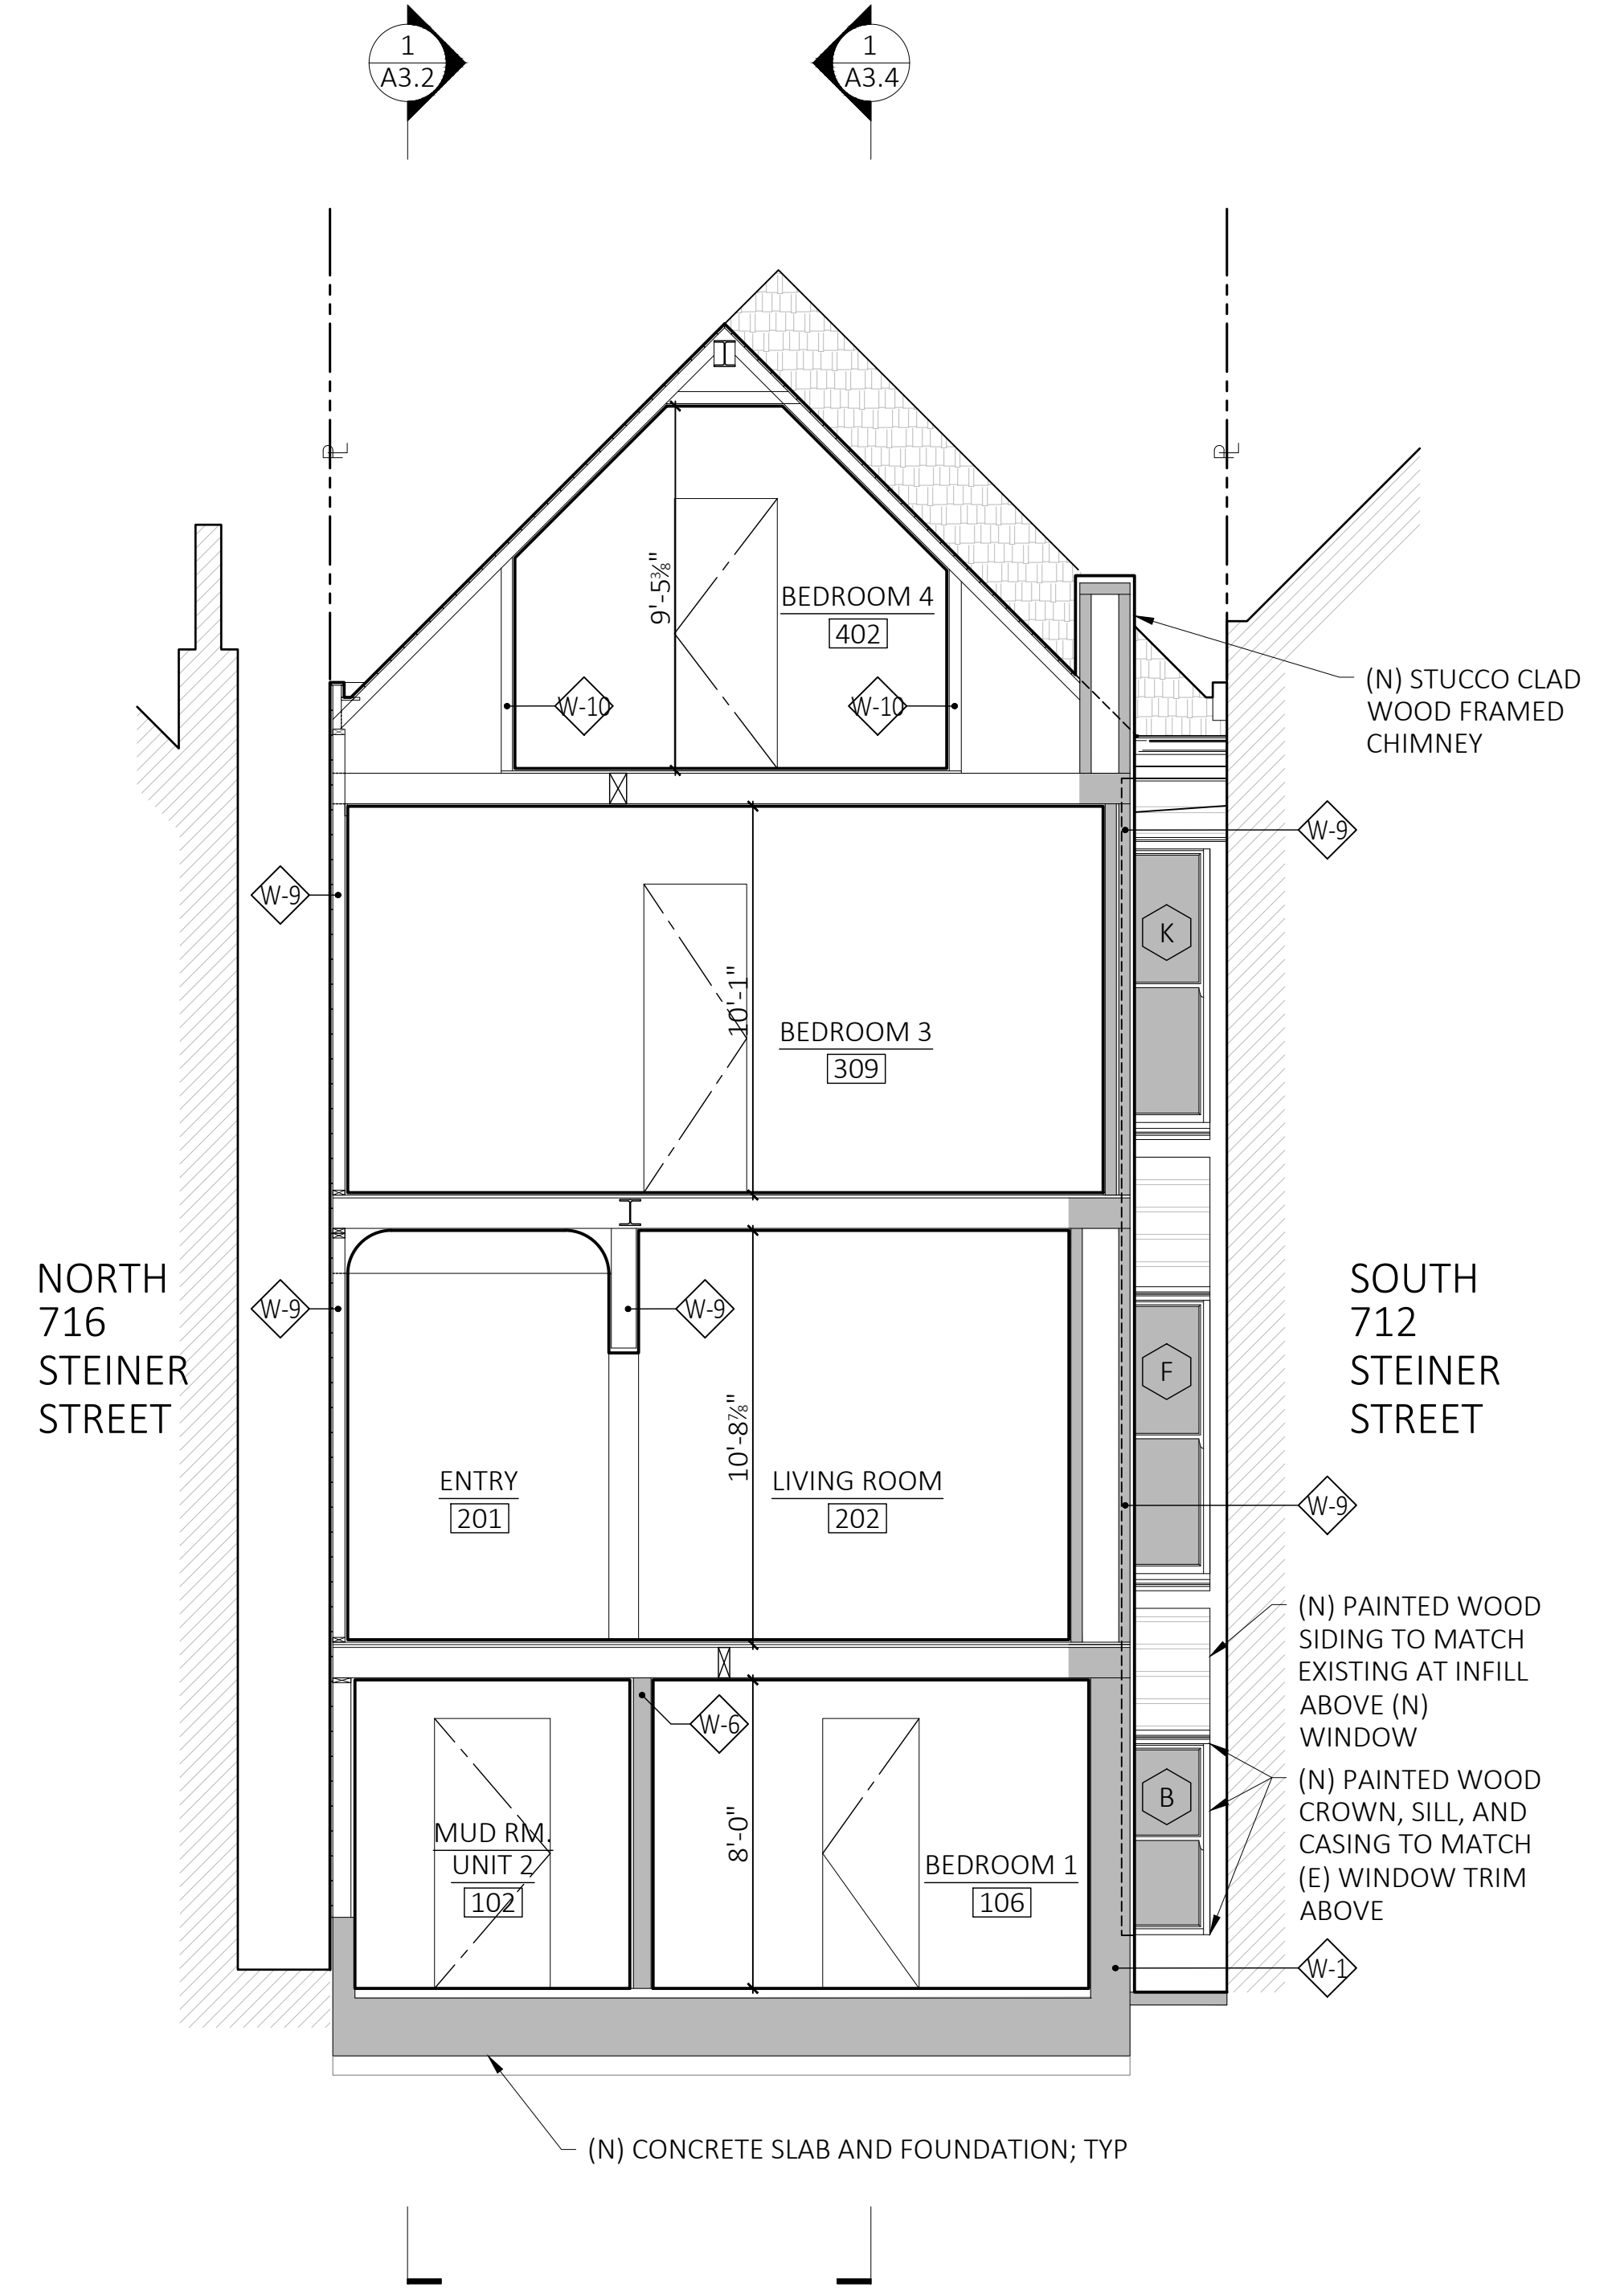 1
A3.2
1
A3.4
PL
PL
9'-5⅜"
BEDROOM 4
402
(N) STUCCO CLAD
WOOD FRAMED
CHIMNEY
W-10
W-10
W-9
W-9
K
10'-1"
BEDROOM 3
309
NORTH
716
STEINER
STREET
SOUTH
712
STEINER
STREET
W-9
W-9
F
10'-8⅞"
ENTRY
201
LIVING ROOM
202
W-9
(N) PAINTED WOOD
SIDING TO MATCH
EXISTING AT INFILL
ABOVE (N)
WINDOW
W-6
(N) PAINTED WOOD
CROWN, SILL, AND
CASING TO MATCH
(E) WINDOW TRIM
ABOVE
B
MUD RM.
UNIT 2
102
8'-0"
BEDROOM 1
106
W-1
(N) CONCRETE SLAB AND FOUNDATION; TYP